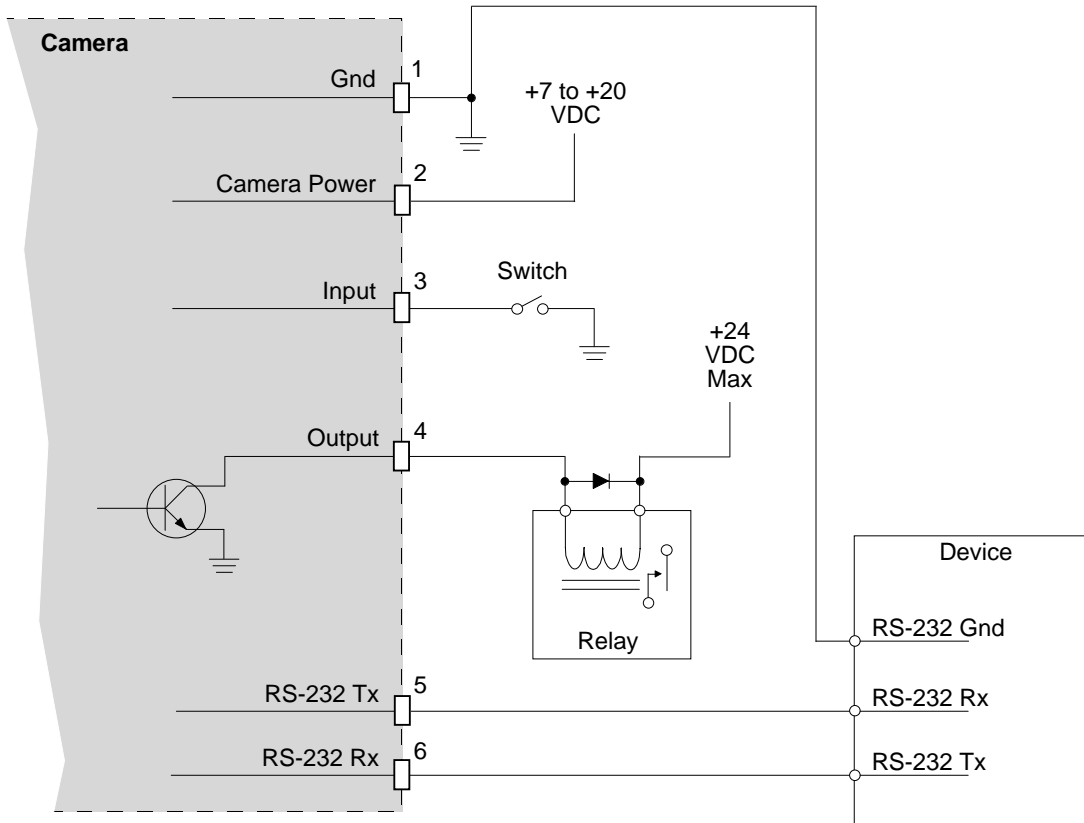 Camera
Gnd
1
+7 to +20
VDC
Camera Power
2
Input
3
Switch
+24
VDC
Max
Output
4
Relay
Device
RS-232 Gnd
RS-232 Tx
5
RS-232 Rx
RS-232 Rx
6
RS-232 Tx